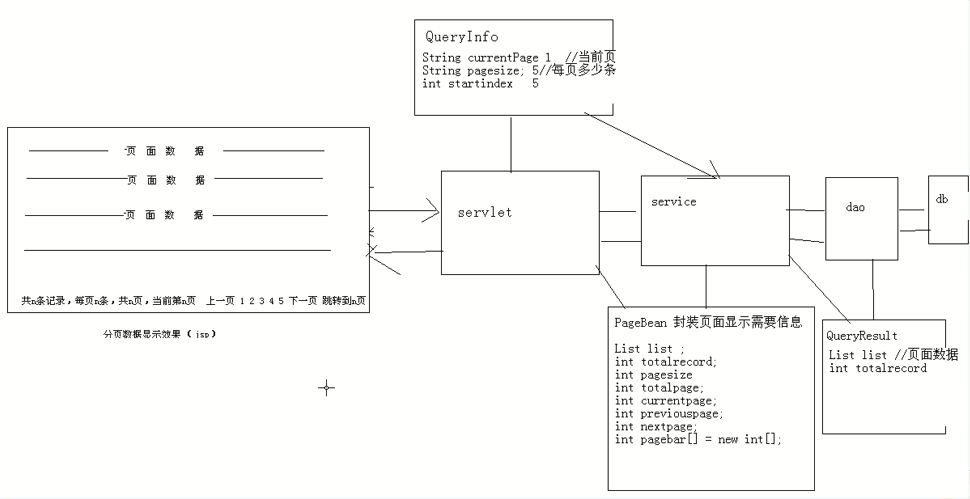 QueryInfo
String currentPage 1 //当前页
String pagesize; 5//每页多少条
int startindex 5
页 面 数 据
页 面 数 据
页 面 数 据
共n条记录，每页n条，共n页，当前第n页 上一页 1 2 3 4 5 下一页 跳转到n页
分页数据显示效果（ jsp）
servlet
service
dao
db
PageBean 封装页面显示需要信息
List list ;
int totalrecord;
int pagesize
int totalpage;
int currentpage;
int previouspage;
int nextpage;
int pagebar[] = new int[];
QueryResult
List list //页面数据
int totalrecord